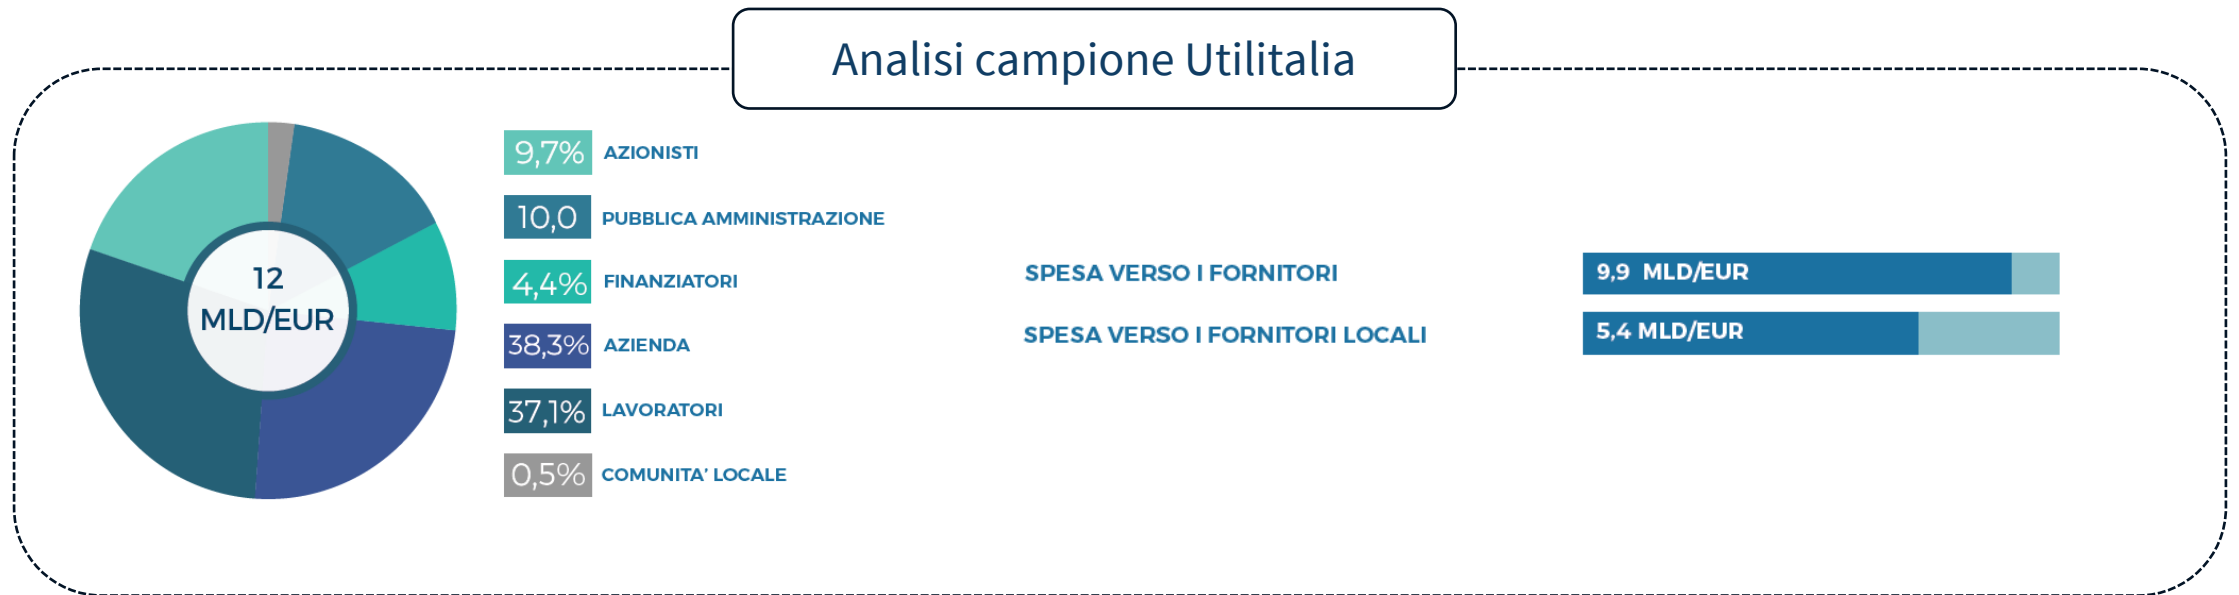 Analisi campione Utilitalia
12
MLD/EUR
9,7% AZIONISTI
10,0 PUBBLICA AMMINISTRAZIONE
4,4% FINANZIATORI
38,3% AZIENDA
37,1% LAVORATORI
0,5% COMUNITA’ LOCALE
SPESA VERSO I FORNITORI 9,9 MLD/EUR
SPESA VERSO I FORNITORI LOCALI 5,4 MLD/EUR